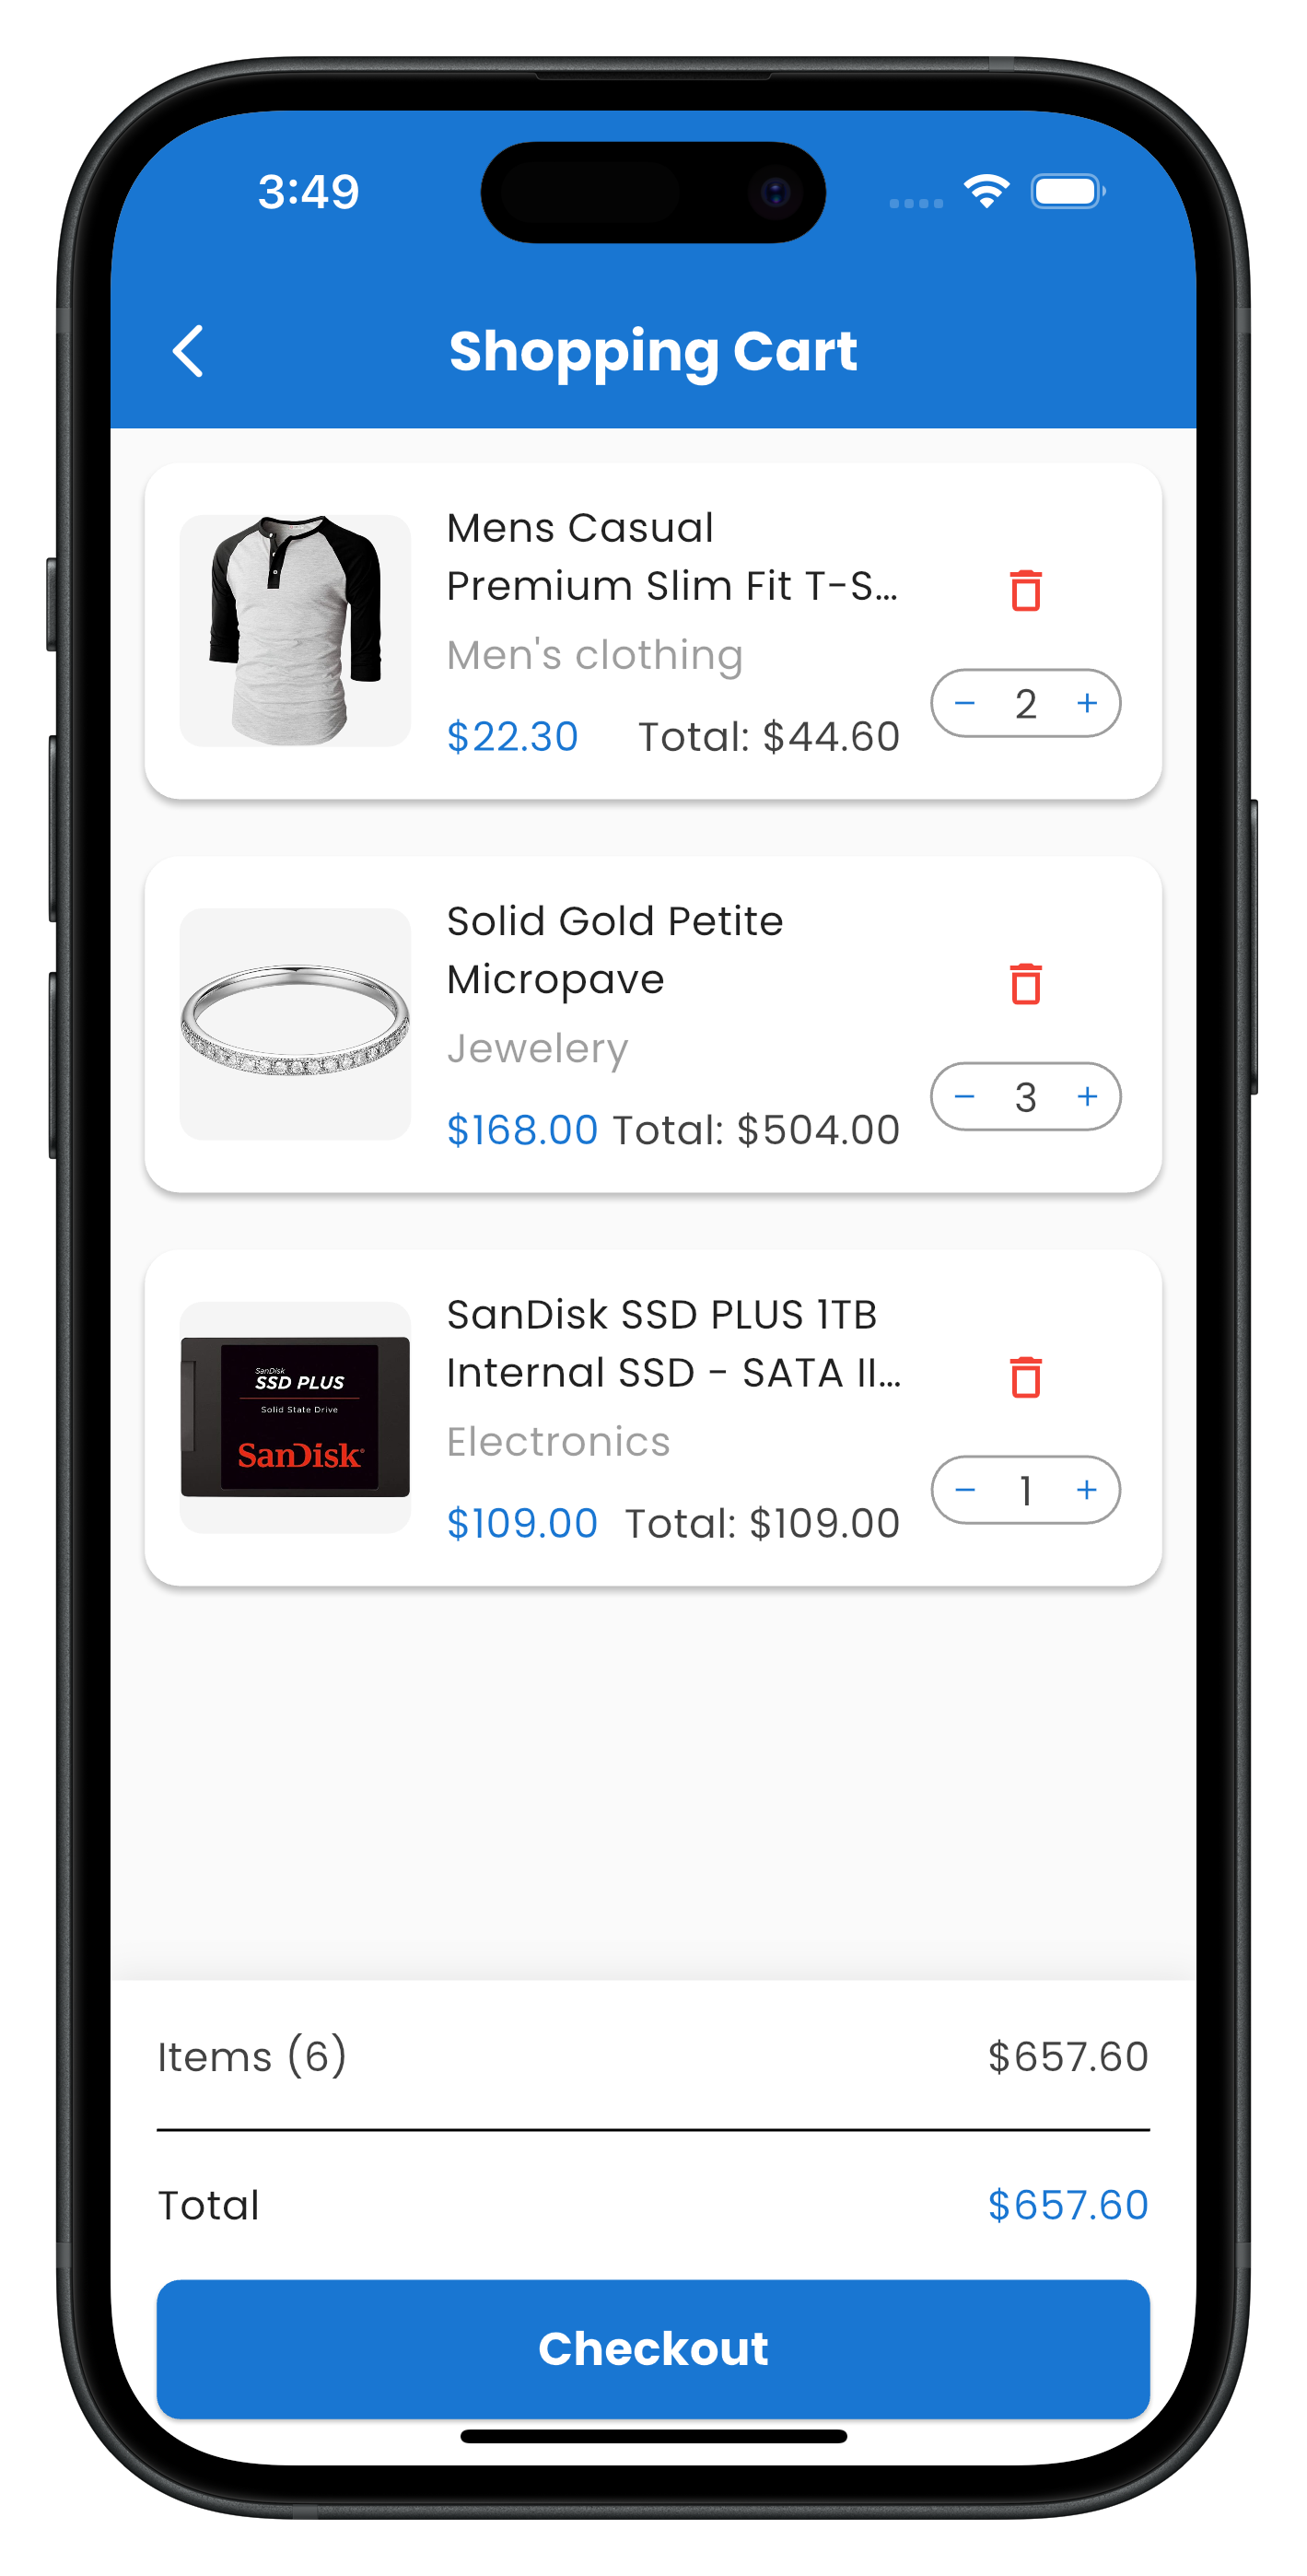 3:49
Shopping Cart
Mens Casual
Premium Slim Fit T-S...
Men's clothing
$22.30 Total: $44.60
− 2 +
Solid Gold Petite
Micropave
Jewelery
$168.00 Total: $504.00
− 3 +
SanDisk
SSD PLUS
Solid State Drive
SanDisk
SanDisk SSD PLUS 1TB
Internal SSD - SATA II...
Electronics
$109.00 Total: $109.00
− 1 +
Items (6) $657.60
Total $657.60
Checkout